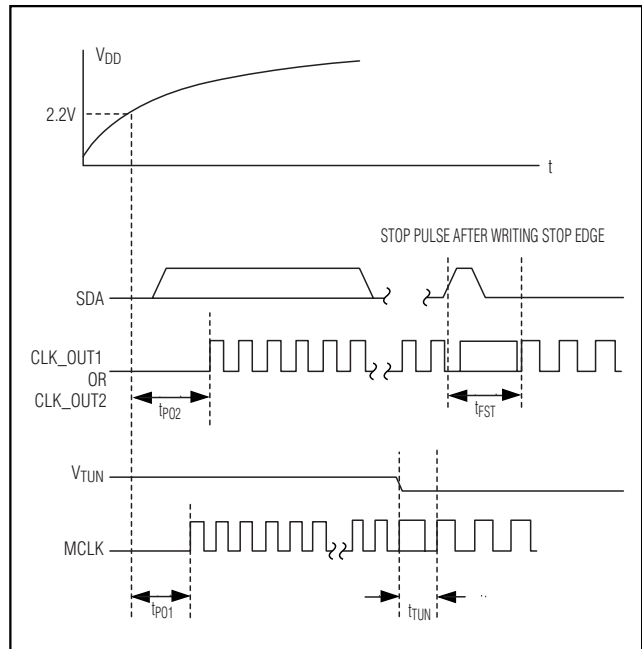 VDD
2.2V
t
STOP PULSE AFTER WRITING STOP EDGE
SDA
CLK_OUT1
OR
CLK_OUT2
tPO2
tFST
VTUN
MCLK
tPO1
tTUN